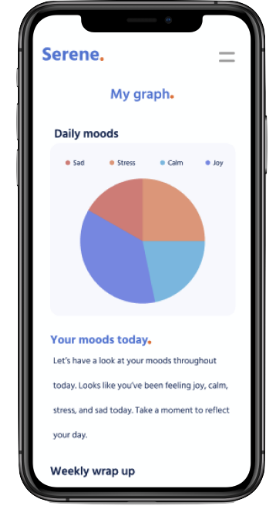 Serene.
My graph.
Daily moods
Sad Stress Calm Joy
Your moods today.
Let's have a look at your moods throughout
today. Looks like you've been feeling joy, calm,
stress, and sad today. Take a moment to reflect
your day.
Weekly wrap up